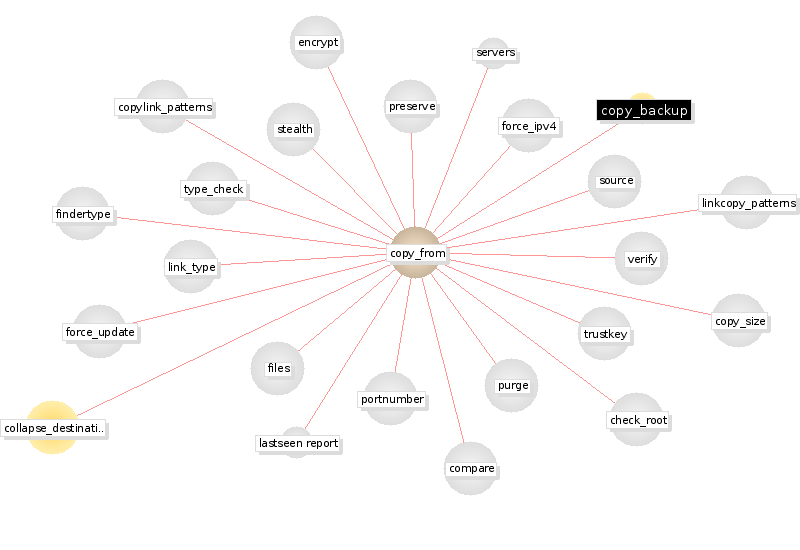 encrypt
servers
copylink_patterns
preserve
copy_backup
stealth
force_ipv4
type_check
source
linkcopy_patterns
findertype
copy_from
link_type
verify
force_update
trustkey
copy_size
files
purge
portnumber
check_root
collapse_destinati..
lastseen report
compare